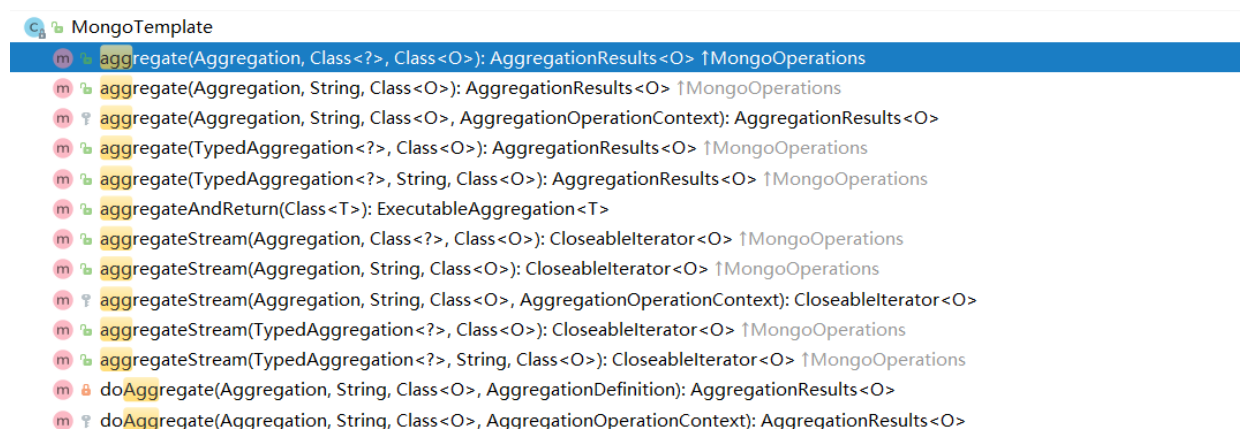 MongoTemplate
aggregate(Aggregation, Class<?>, Class<O>): AggregationResults<O> ↑MongoOperations
aggregate(Aggregation, String, Class<O>): AggregationResults<O> ↑MongoOperations
aggregate(Aggregation, String, Class<O>, AggregationOperationContext): AggregationResults<O>
aggregate(TypedAggregation<?>, Class<O>): AggregationResults<O> ↑MongoOperations
aggregate(TypedAggregation<?>, String, Class<O>): AggregationResults<O> ↑MongoOperations
aggregateAndReturn(Class<T>): ExecutableAggregation<T>
aggregateStream(Aggregation, Class<?>, Class<O>): CloseableIterator<O> ↑MongoOperations
aggregateStream(Aggregation, String, Class<O>): CloseableIterator<O> ↑MongoOperations
aggregateStream(Aggregation, String, Class<O>, AggregationOperationContext): CloseableIterator<O>
aggregateStream(TypedAggregation<?>, Class<O>): CloseableIterator<O> ↑MongoOperations
aggregateStream(TypedAggregation<?>, String, Class<O>): CloseableIterator<O> ↑MongoOperations
doAggregate(Aggregation, String, Class<O>, AggregationDefinition): AggregationResults<O>
doAggregate(Aggregation, String, Class<O>, AggregationOperationContext): AggregationResults<O>